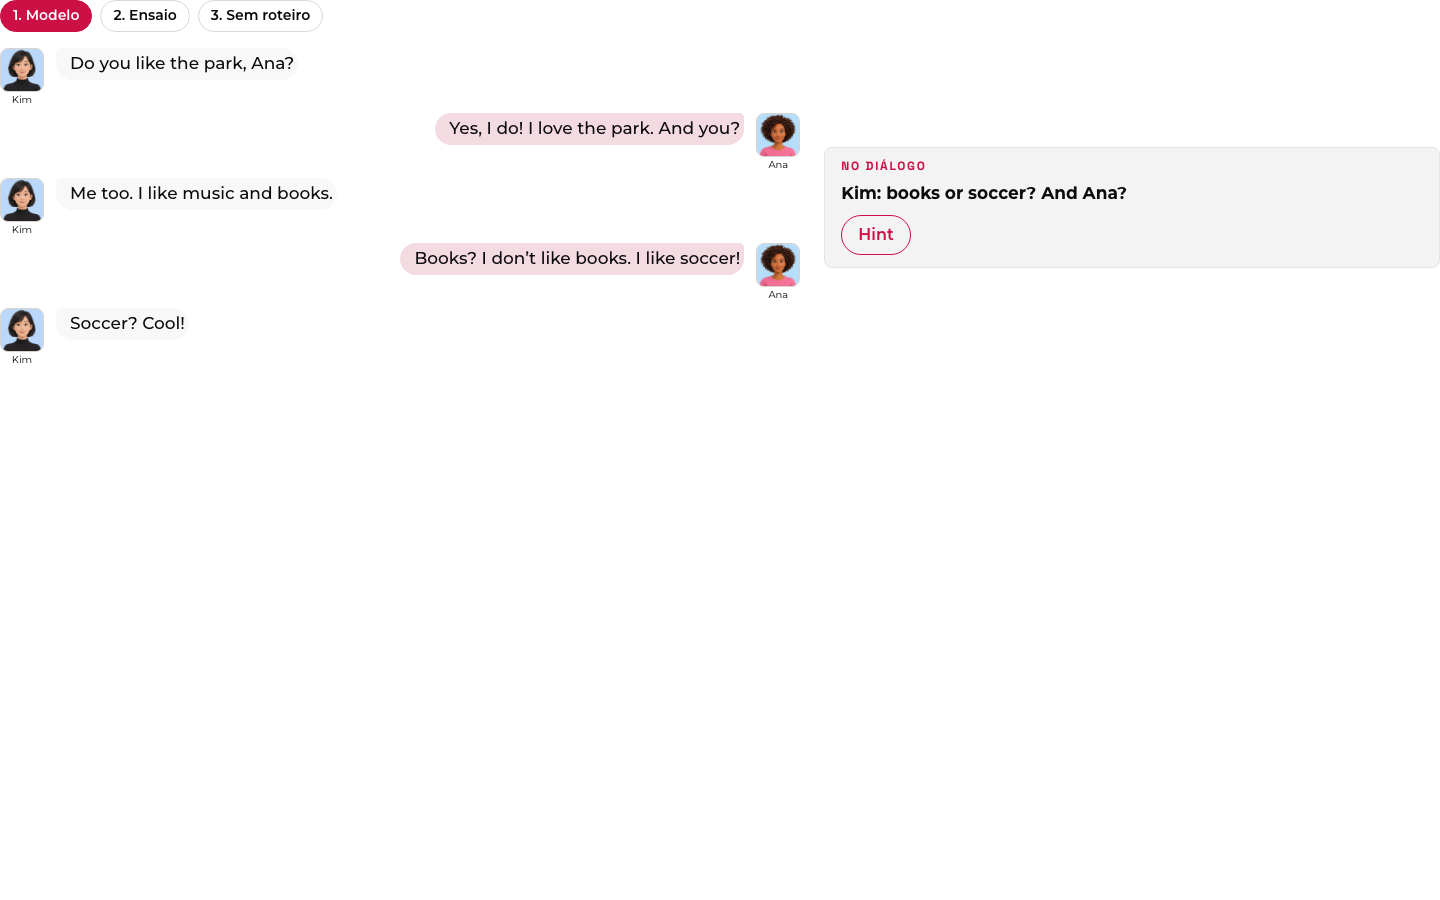 1. Modelo
2. Ensaio
3. Sem roteiro
Do you like the park, Ana?
Kim
Yes, I do! I love the park. And you?
Ana
Me too. I like music and books.
Kim
Books? I don’t like books. I like soccer!
Ana
Soccer? Cool!
Kim
NO DIÁLOGO
Kim: books or soccer? And Ana?
Hint